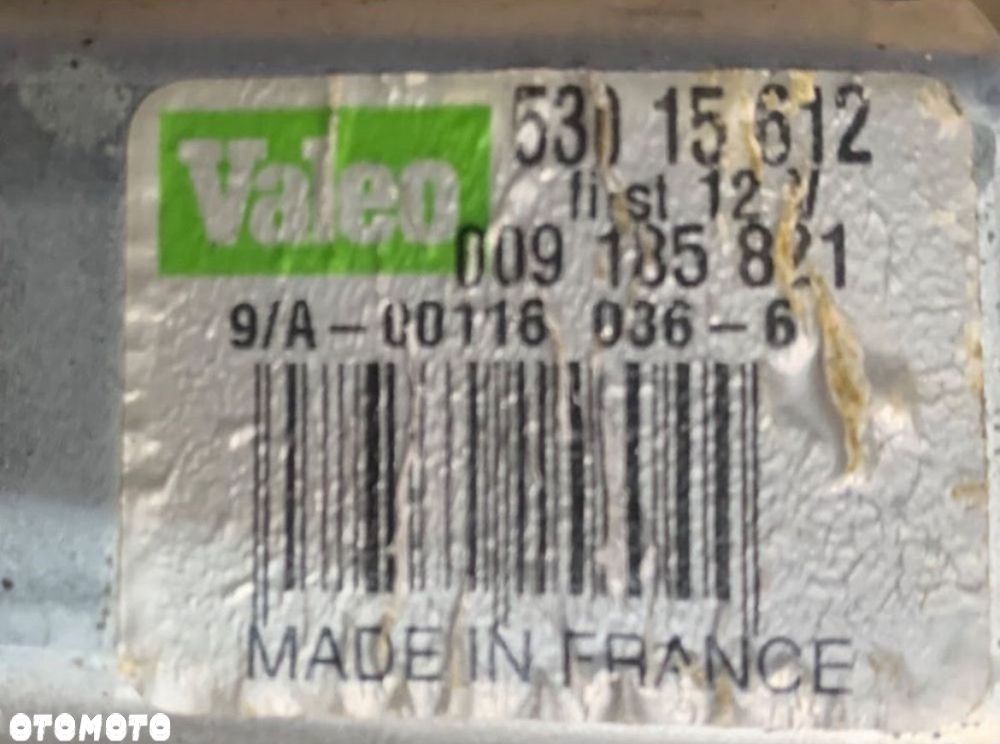 Valeo
530 15 612
first 12 V
009 185 821
9/A-00116 036-6
MADE IN FRANCE
OTOMOTO